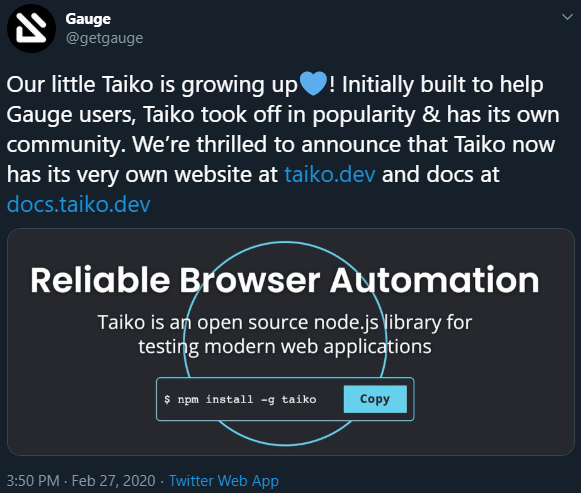 Gauge
@getgauge
Our little Taiko is growing up💙! Initially built to help
Gauge users, Taiko took off in popularity & has its own
community. We’re thrilled to announce that Taiko now
has its very own website at taiko.dev and docs at
docs.taiko.dev
Reliable Browser Automation
Taiko is an open source node.js library for
testing modern web applications
$ npm install -g taiko Copy
3:50 PM · Feb 27, 2020 · Twitter Web App